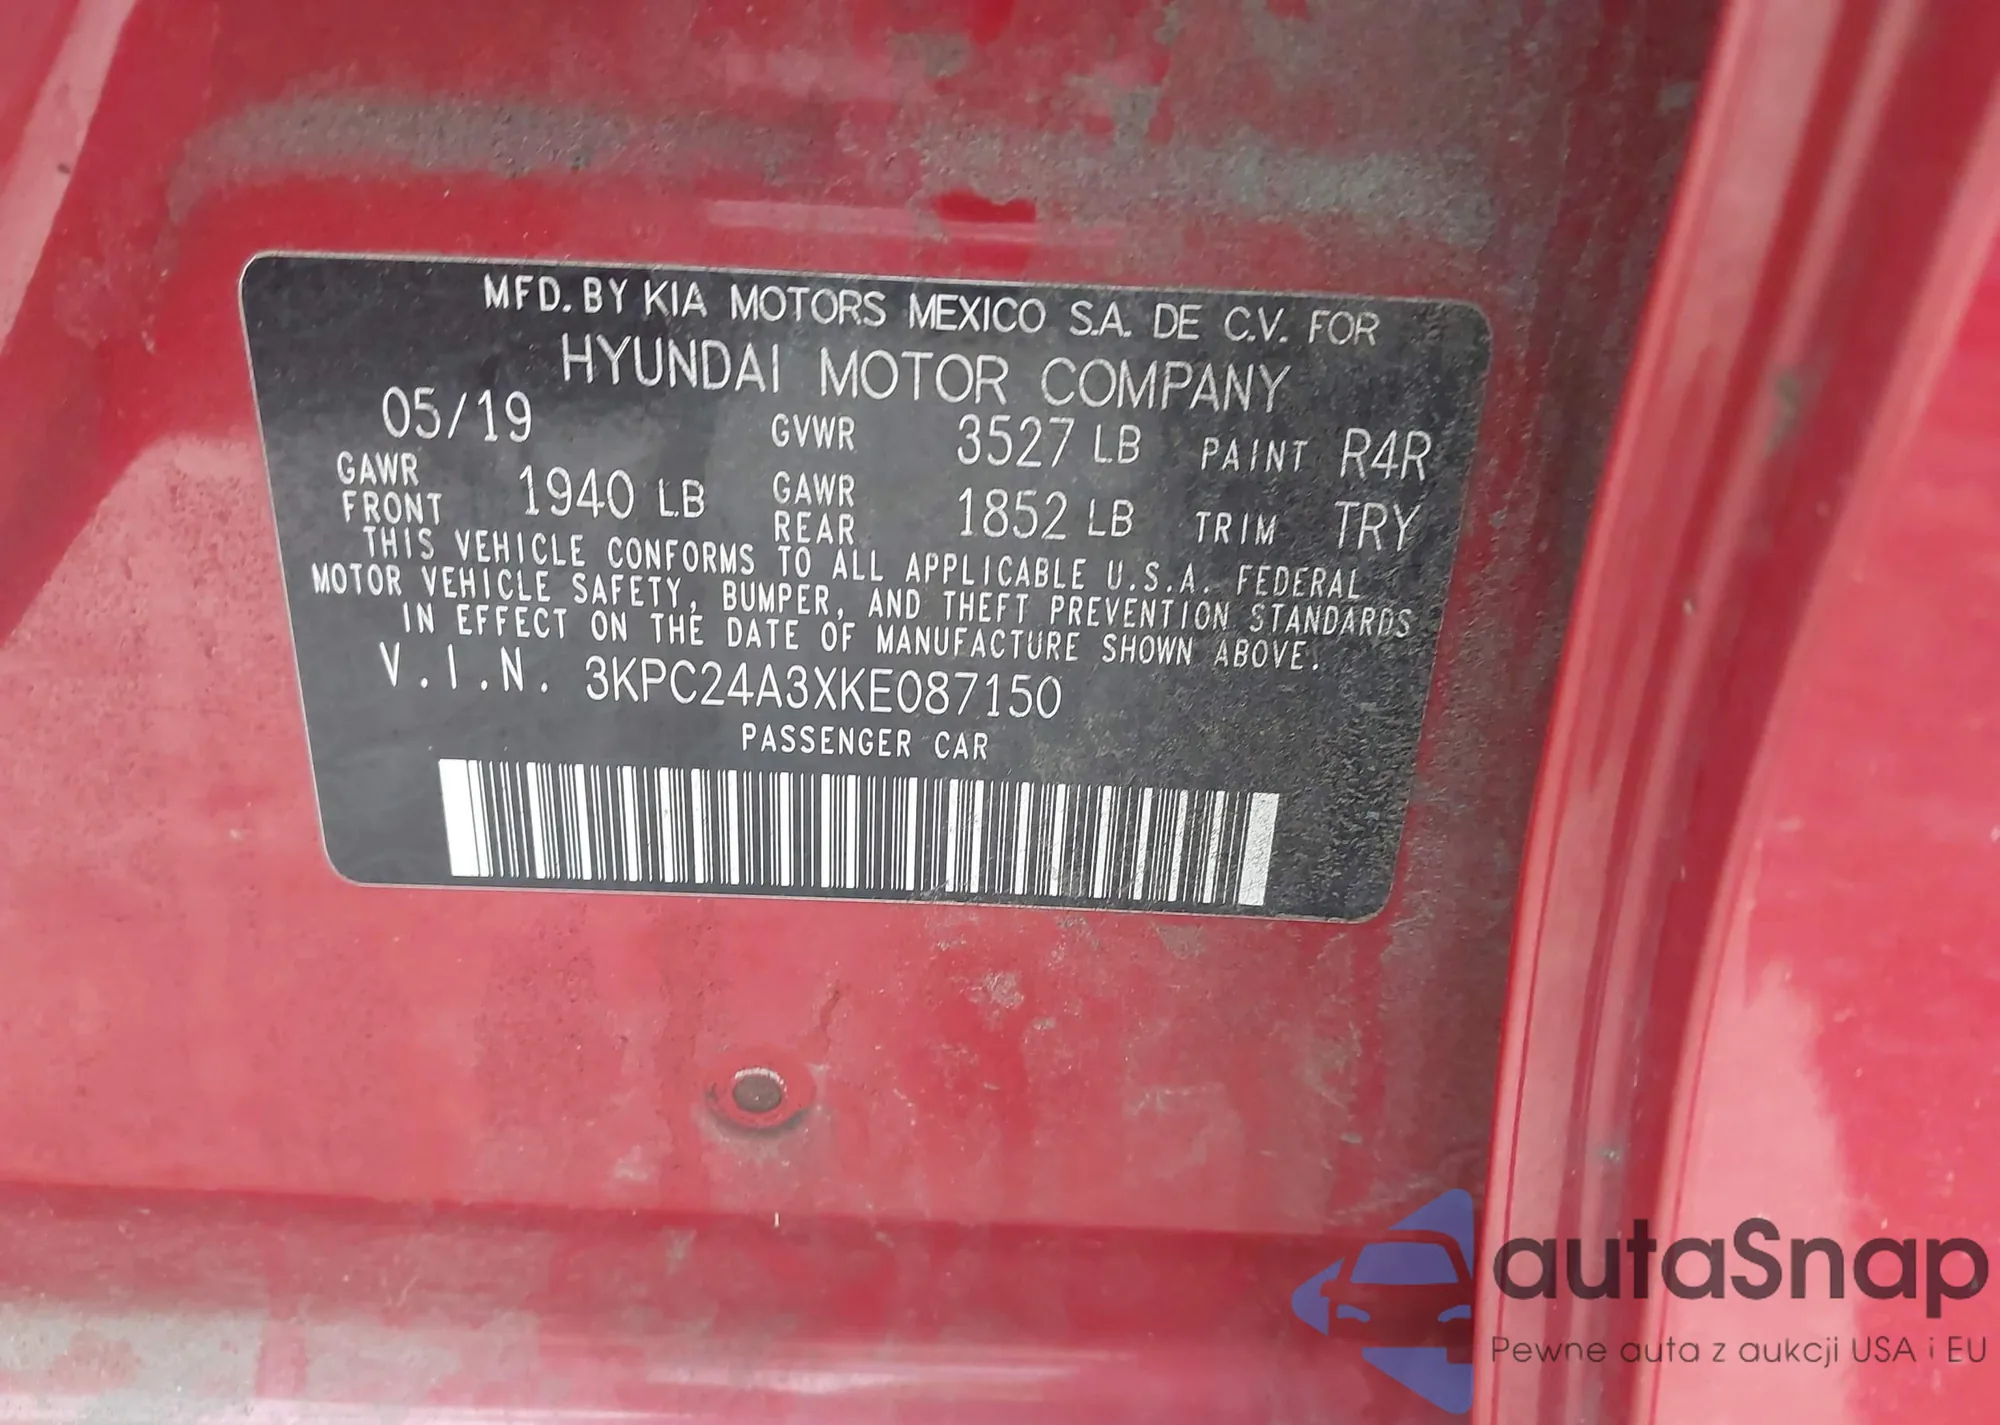 MFD. BY KIA MOTORS MEXICO S.A. DE C.V. FOR
HYUNDAI MOTOR COMPANY
05/19 GVWR 3527 LB PAINT R4R
GAWR FRONT 1940 LB GAWR REAR 1852 LB TRIM TRY
THIS VEHICLE CONFORMS TO ALL APPLICABLE U.S.A. FEDERAL
MOTOR VEHICLE SAFETY, BUMPER, AND THEFT PREVENTION STANDARDS
IN EFFECT ON THE DATE OF MANUFACTURE SHOWN ABOVE.
V.I.N. 3KPC24A3XKE087150
PASSENGER CAR
autaSnap
Pewne auta z aukcji USA i EU